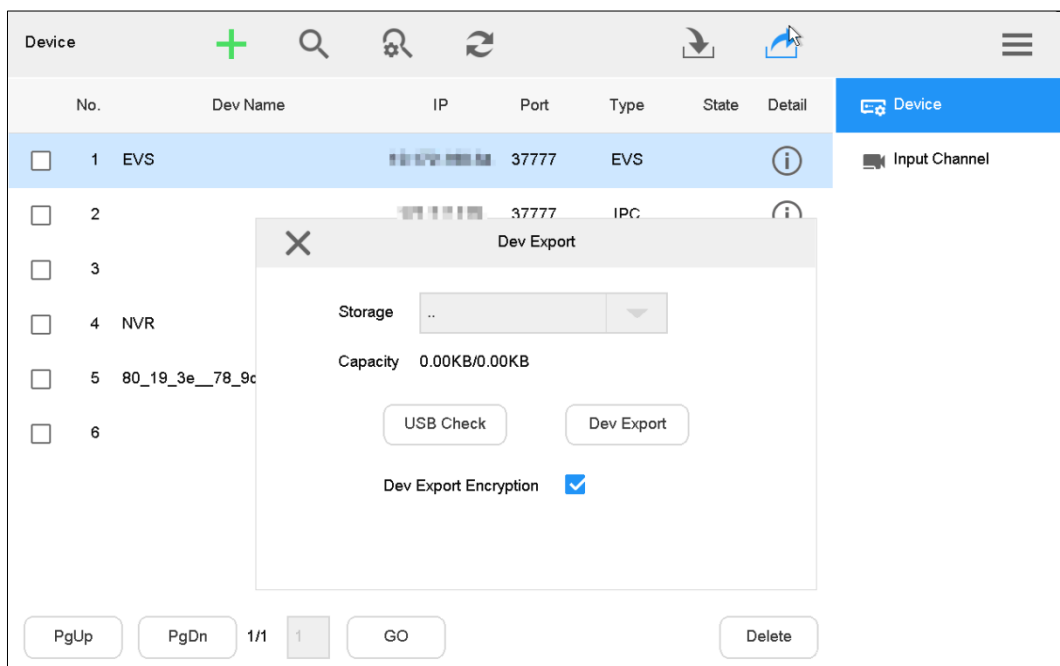 Device
No. Dev Name IP Port Type State Detail
Device
Input Channel
1 EVS 37777 EVS
2 37777 IPC
3
4 NVR
5 80_19_3e__78_9
6
Dev Export
Storage ..
Capacity 0.00KB/0.00KB
USB Check Dev Export
Dev Export Encryption
PgUp PgDn 1/1 1 GO Delete